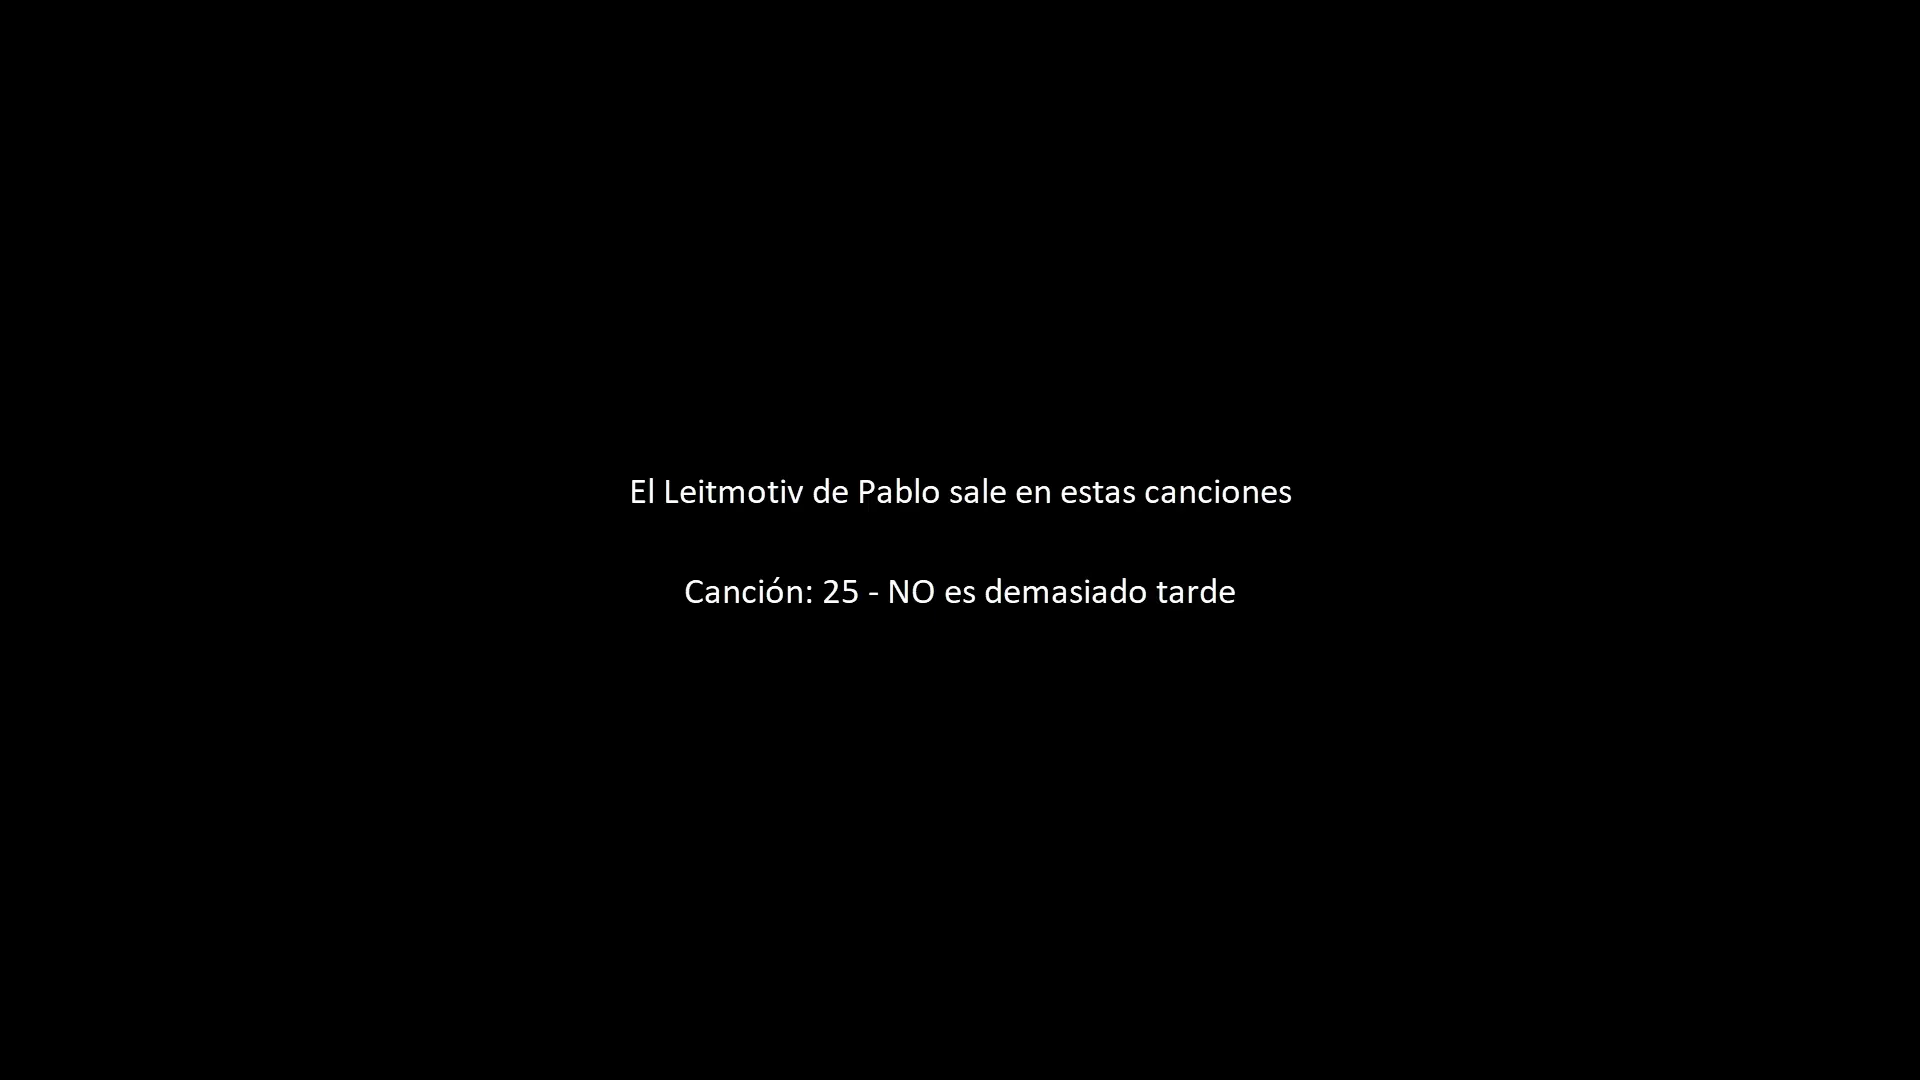 El Leitmotiv de Pablo sale en estas canciones
Canción: 25 - NO es demasiado tarde